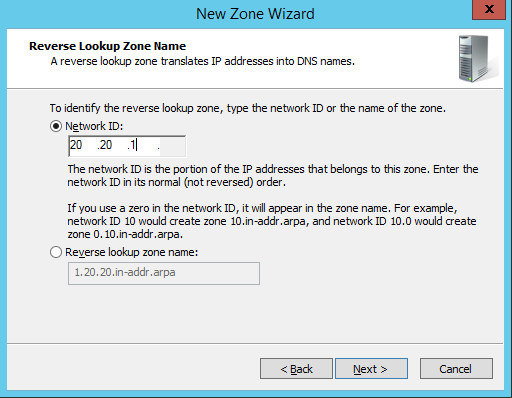 New Zone Wizard
x
Reverse Lookup Zone Name
A reverse lookup zone translates IP addresses into DNS names.
To identify the reverse lookup zone, type the network ID or the name of the zone.
Network ID:
20 .20 .1 .
The network ID is the portion of the IP addresses that belongs to this zone. Enter the
network ID in its normal (not reversed) order.
If you use a zero in the network ID, it will appear in the zone name. For example,
network ID 10 would create zone 10.in-addr.arpa, and network ID 10.0 would create
zone 0.10.in-addr.arpa.
Reverse lookup zone name:
1.20.20.in-addr.arpa
< Back Next > Cancel